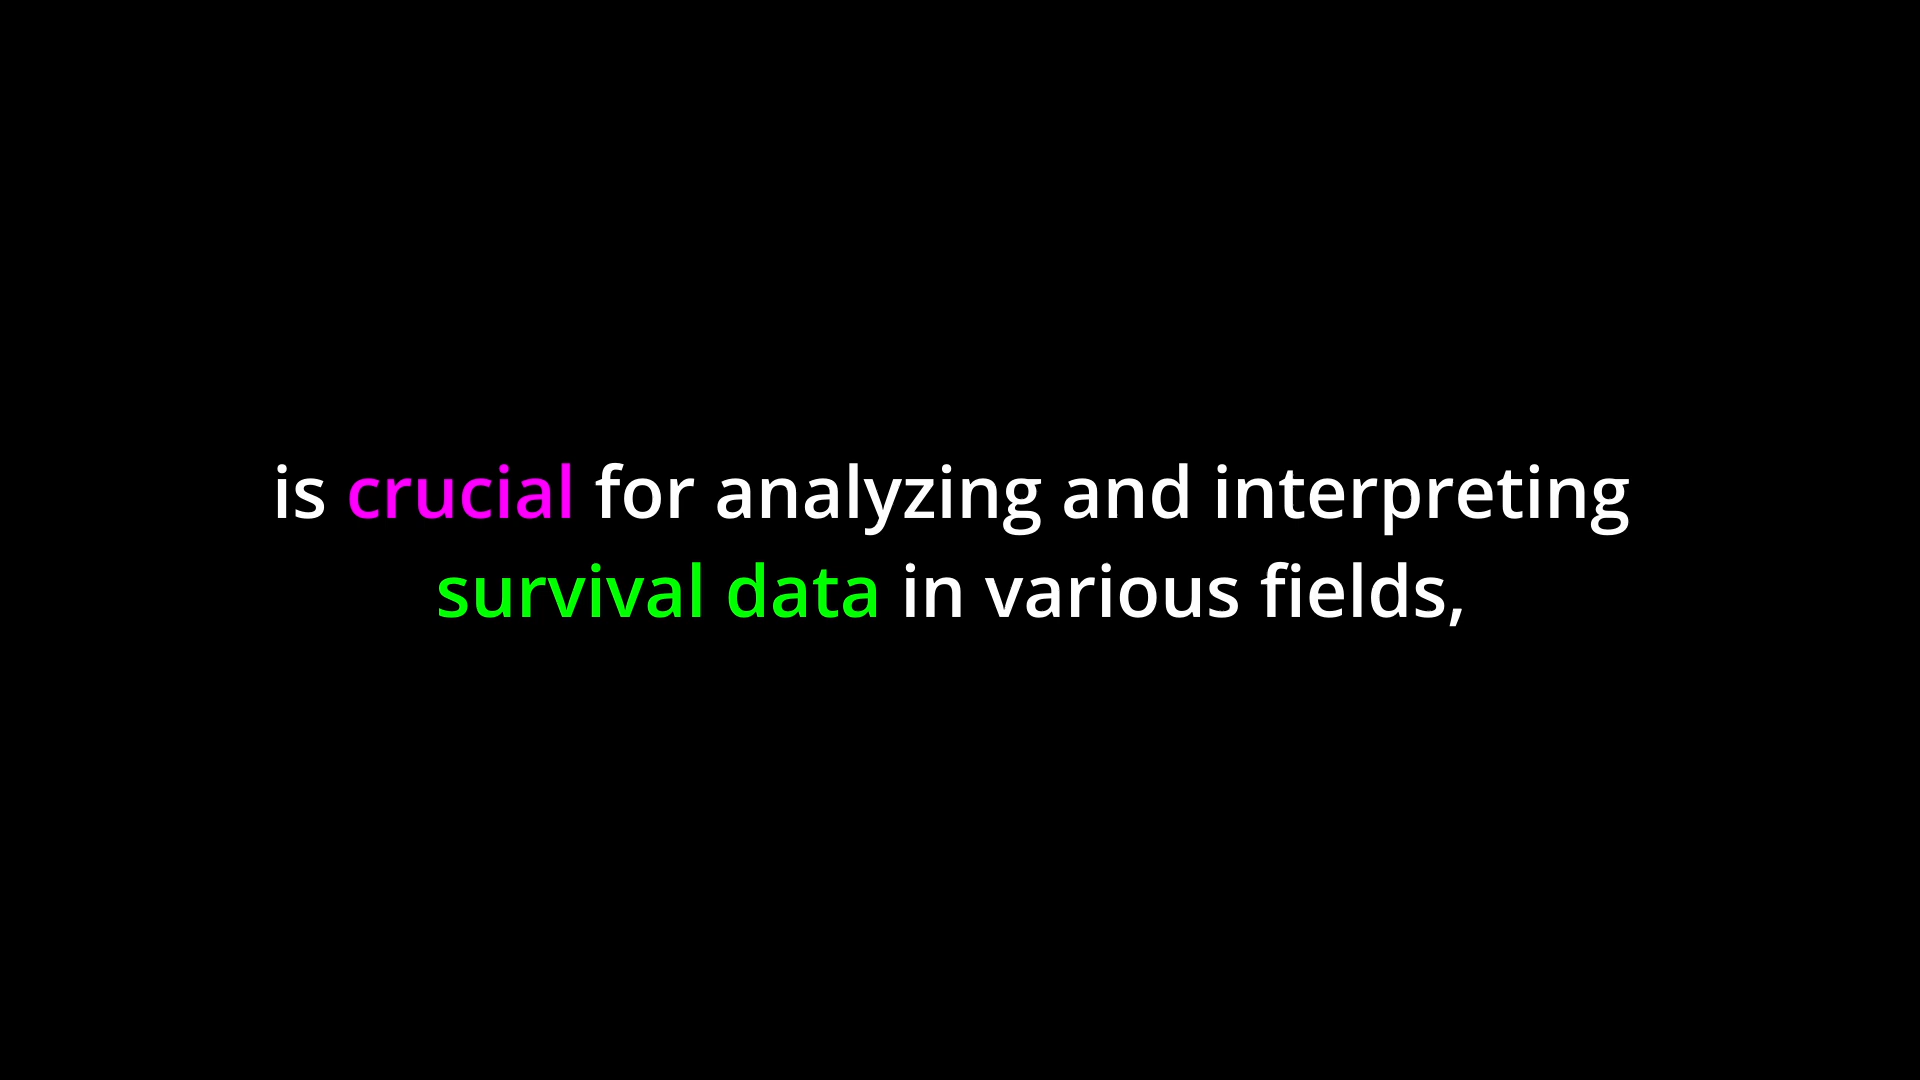 is crucial for analyzing and interpreting
survival data in various fields,